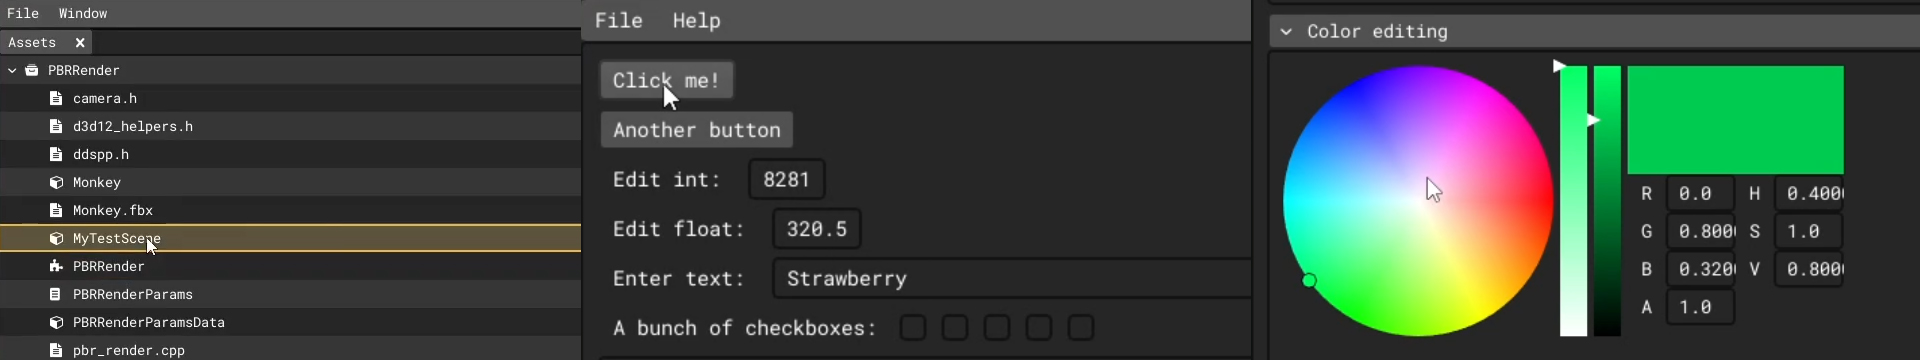 File Window
Assets
PBRRender
camera.h
d3d12_helpers.h
ddspp.h
Monkey
Monkey.fbx
MyTestScene
PBRRender
PBRRenderParams
PBRRenderParamsData
pbr_render.cpp
File Help
Click me!
Another button
Edit int: 8281
Edit float: 320.5
Enter text: Strawberry
A bunch of checkboxes:
Color editing
R 0.0 H 0.400
G 0.800 S 1.0
B 0.320 V 0.800
A 1.0